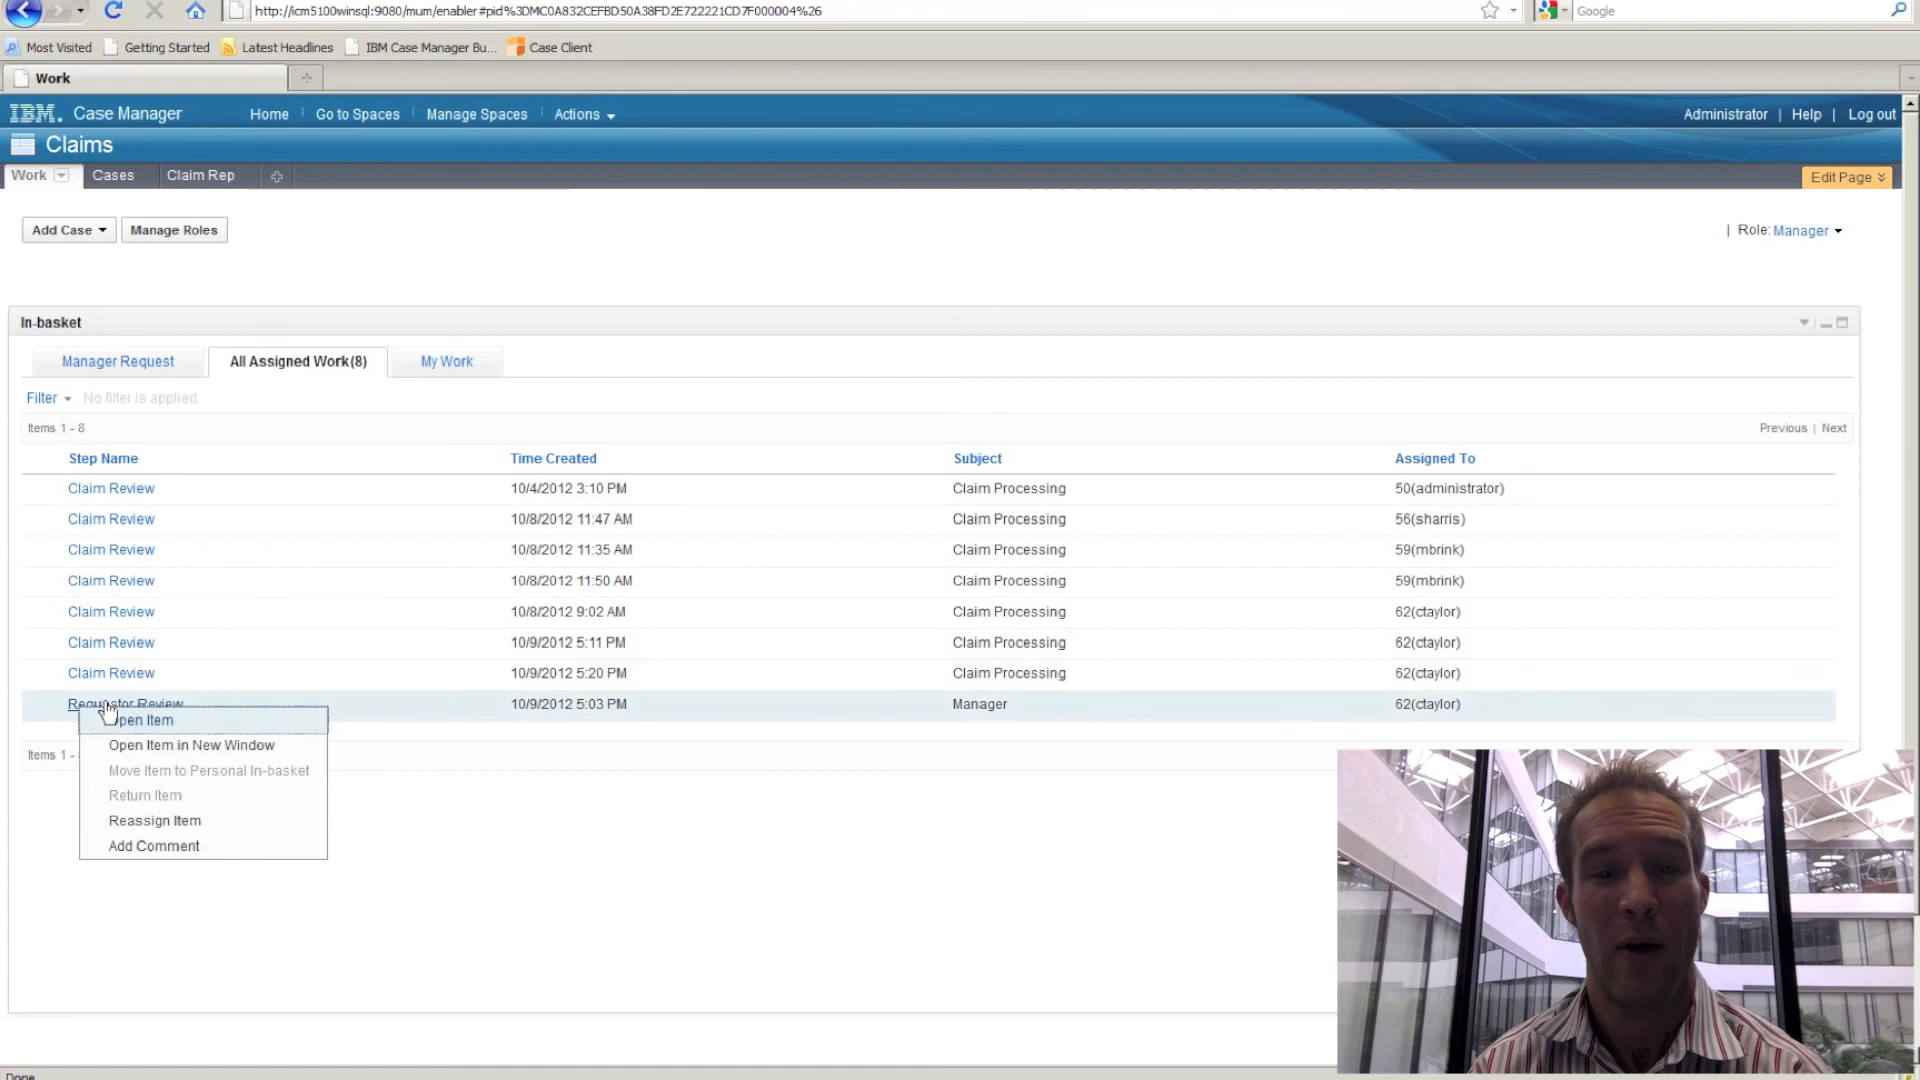 http://icm5100winsql:9080/mum/enabler#pid%3DMC0A832CEFBD50A38FD2E722221CD7F000004%26
Google
Most Visited Getting Started Latest Headlines IBM Case Manager Bu... Case Client
Work
IBM. Case Manager Home Go to Spaces Manage Spaces Actions Administrator | Help | Log out
Claims
Work Cases Claim Rep Edit Page
Add Case Manage Roles | Role: Manager
In-basket
Manager Request All Assigned Work(8) My Work
Filter No filter is applied.
Items 1 - 8 Previous | Next
Step Name Time Created Subject Assigned To
Claim Review 10/4/2012 3:10 PM Claim Processing 50(administrator)
Claim Review 10/8/2012 11:47 AM Claim Processing 56(sharris)
Claim Review 10/8/2012 11:35 AM Claim Processing 59(mbrink)
Claim Review 10/8/2012 11:50 AM Claim Processing 59(mbrink)
Claim Review 10/8/2012 9:02 AM Claim Processing 62(ctaylor)
Claim Review 10/9/2012 5:11 PM Claim Processing 62(ctaylor)
Claim Review 10/9/2012 5:20 PM Claim Processing 62(ctaylor)
Requestor Review 10/9/2012 5:03 PM Manager 62(ctaylor)
Open Item
Open Item in New Window
Items 1 -
Move Item to Personal In-basket
Return Item
Reassign Item
Add Comment
Done